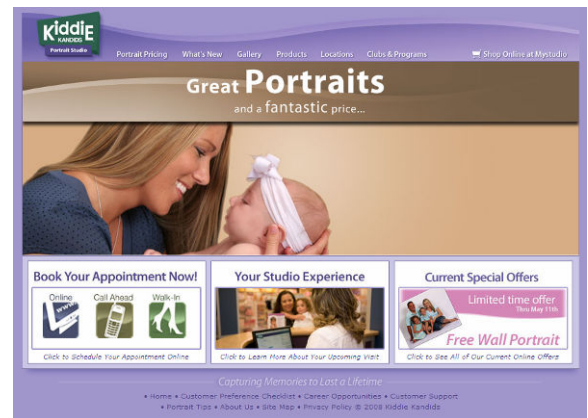 Kiddie
KANDIDS
Portrait Studio
Portrait Pricing What's New Gallery Products Locations Clubs & Programs Shop Online at Mystudio
Great Portraits
and a fantastic price...
Book Your Appointment Now!
Online Call Ahead Walk-In
www
Click to Schedule Your Appointment Online
Your Studio Experience
Click to Learn More About Your Upcoming Visit
Current Special Offers
Limited time offer
Thru May 11th
Free Wall Portrait
Click to See All of Our Current Online Offers
Capturing Memories to Last a Lifetime
• Home • Customer Preference Checklist • Career Opportunities • Customer Support
• Portrait Tips • About Us • Site Map • Privacy Policy © 2008 Kiddie Kandids